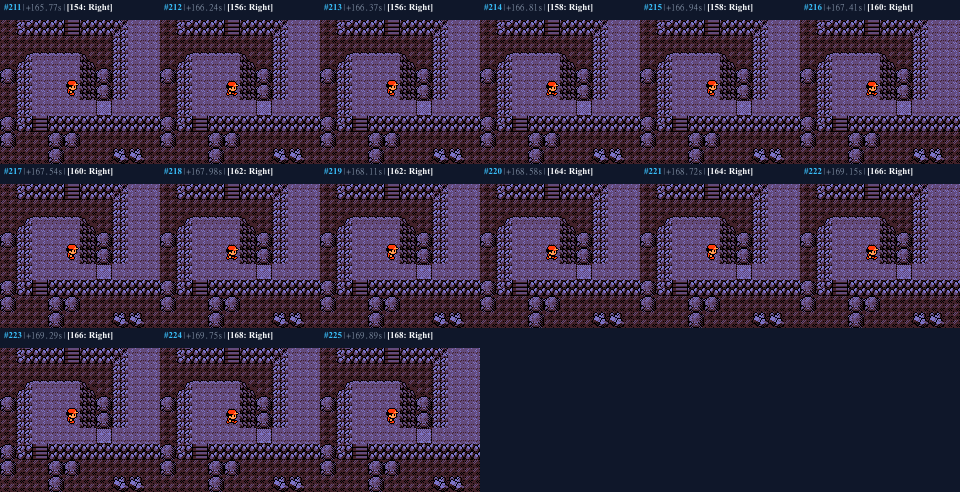 #211|+165.77s|[154: Right]
#212|+166.24s|[156: Right]
#213|+166.37s|[156: Right]
#214|+166.81s|[158: Right]
#215|+166.94s|[158: Right]
#216|+167.41s|[160: Right]
#217|+167.54s|[160: Right]
#218|+167.98s|[162: Right]
#219|+168.11s|[162: Right]
#220|+168.58s|[164: Right]
#221|+168.72s|[164: Right]
#222|+169.15s|[166: Right]
#223|+169.29s|[166: Right]
#224|+169.75s|[168: Right]
#225|+169.89s|[168: Right]